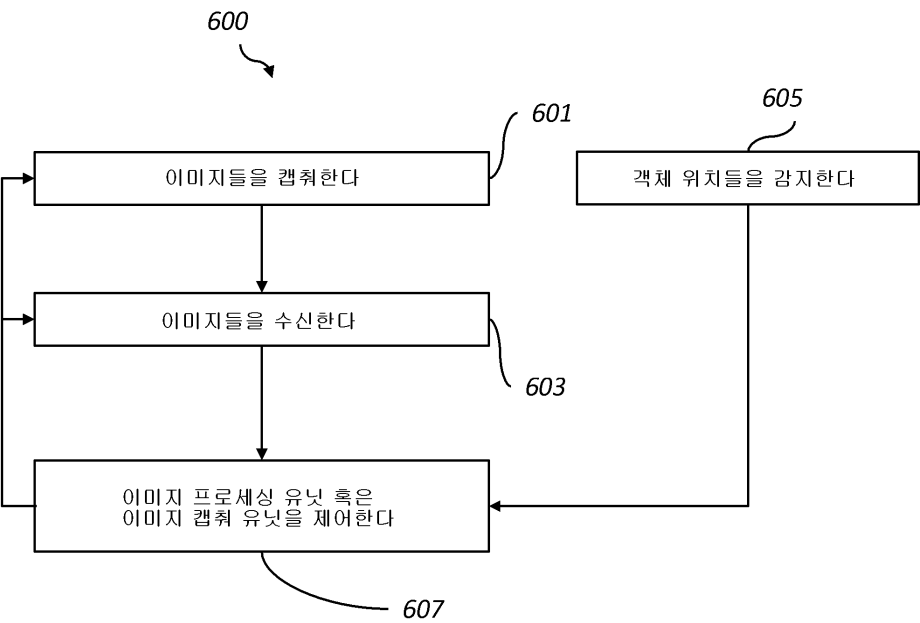 600
601
605
이미지들을 캡춰한다
객체 위치들을 감지한다
이미지들을 수신한다
603
이미지 프로세싱 유닛 혹은
이미지 캡춰 유닛을 제어한다
607